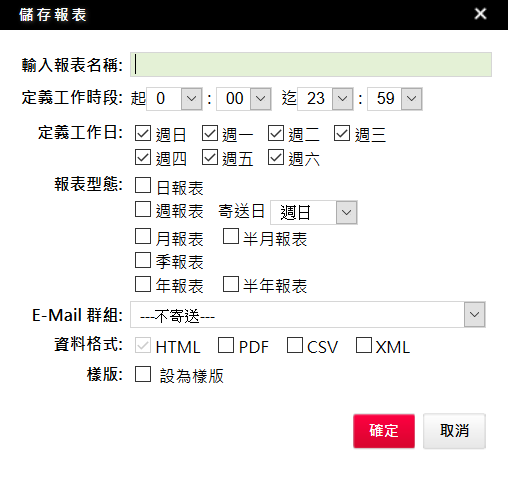 儲存報表
輸入報表名稱:
定義工作時段: 起 0 : 00 迄 23 : 59
定義工作日: 週日 週一 週二 週三
週四 週五 週六
報表型態: 日報表
週報表 寄送日 週日
月報表 半月報表
季報表
年報表 半年報表
E-Mail 群組: ---不寄送---
資料格式: HTML PDF CSV XML
樣版: 設為樣版
確定 取消